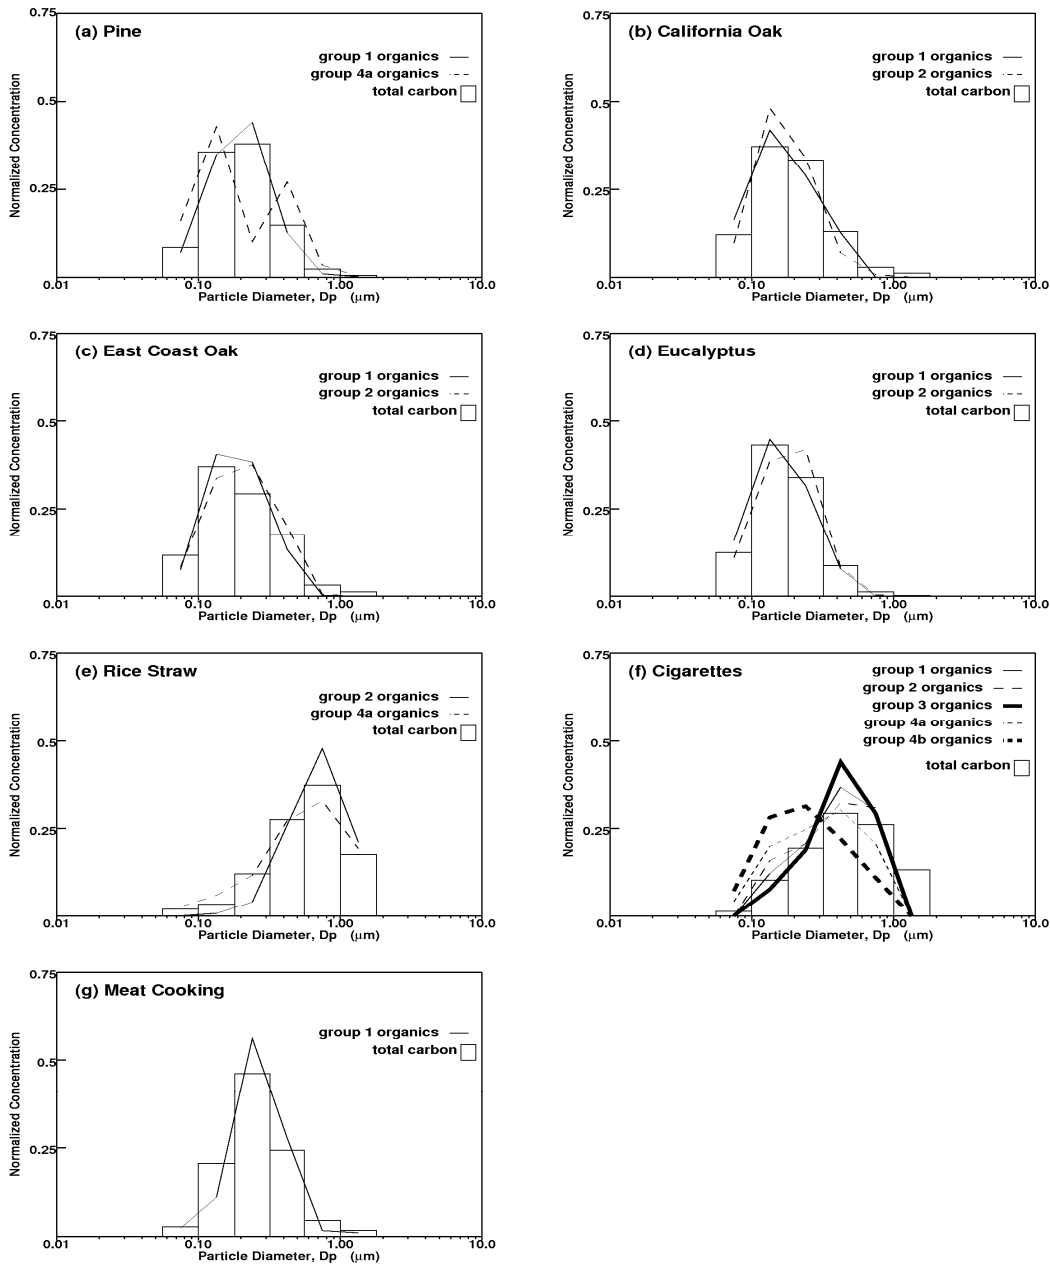 (a) Pine
group 1 organics
group 4a organics
total carbon
Normalized Concentration
0.75
0.5
0.25
0.01 0.10 1.00 10.0
Particle Diameter, Dp (μm)
(b) California Oak
group 1 organics
group 2 organics
total carbon
Normalized Concentration
0.75
0.5
0.25
0.01 0.10 1.00 10.0
Particle Diameter, Dp (μm)
(c) East Coast Oak
group 1 organics
group 2 organics
total carbon
Normalized Concentration
0.75
0.5
0.25
0.01 0.10 1.00 10.0
Particle Diameter, Dp (μm)
(d) Eucalyptus
group 1 organics
group 2 organics
total carbon
Normalized Concentration
0.75
0.5
0.25
0.01 0.10 1.00 10.0
Particle Diameter, Dp (μm)
(e) Rice Straw
group 2 organics
group 4a organics
total carbon
Normalized Concentration
0.75
0.5
0.25
0.01 0.10 1.00 10.0
Particle Diameter, Dp (μm)
(f) Cigarettes
group 1 organics
group 2 organics
group 3 organics
group 4a organics
group 4b organics
total carbon
Normalized Concentration
0.75
0.5
0.25
0.01 0.10 1.00 10.0
Particle Diameter, Dp (μm)
(g) Meat Cooking
group 1 organics
total carbon
Normalized Concentration
0.75
0.5
0.25
0.01 0.10 1.00 10.0
Particle Diameter, Dp (μm)